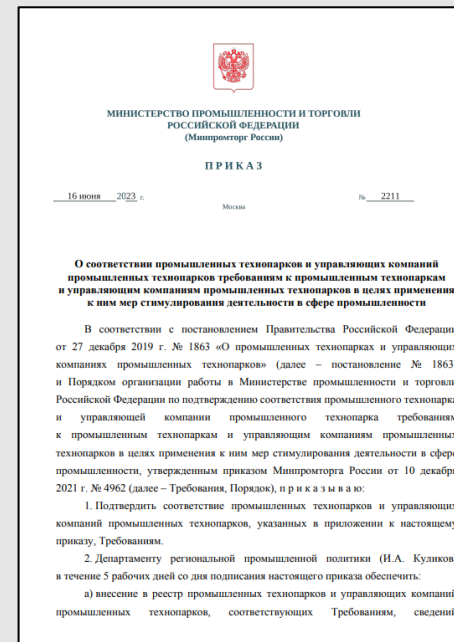 МИНИСТЕРСТВО ПРОМЫШЛЕННОСТИ И ТОРГОВЛИ
РОССИЙСКОЙ ФЕДЕРАЦИИ
(Минпромторг России)
П Р И К А З
16 июня 2023 г. № 2211
Москва
О соответствии промышленных технопарков и управляющих компаний
промышленных технопарков требованиям к промышленным технопаркам
и управляющим компаниям промышленных технопарков в целях применения
к ним мер стимулирования деятельности в сфере промышленности
В соответствии с постановлением Правительства Российской Федераци
от 27 декабря 2019 г. № 1863 «О промышленных технопарках и управляющи
компаниях промышленных технопарков» (далее – постановление № 1863
и Порядком организации работы в Министерстве промышленности и торговл
Российской Федерации по подтверждению соответствия промышленного технопарка
и управляющей компании промышленного технопарка требованиям
к промышленным технопаркам и управляющим компаниям промышленных
технопарков в целях применения к ним мер стимулирования деятельности в сфере
промышленности, утвержденным приказом Минпромторга России от 10 декабря
2021 г. № 4962 (далее – Требования, Порядок), п р и к а з ы в а ю:
1. Подтвердить соответствие промышленных технопарков и управляющих
компаний промышленных технопарков, указанных в приложении к настоящему
приказу, Требованиям.
2. Департаменту региональной промышленной политики (И.А. Куликов
в течение 5 рабочих дней со дня подписания настоящего приказа обеспечить:
а) внесение в реестр промышленных технопарков и управляющих компаний
промышленных технопарков, соответствующих Требованиям, сведений